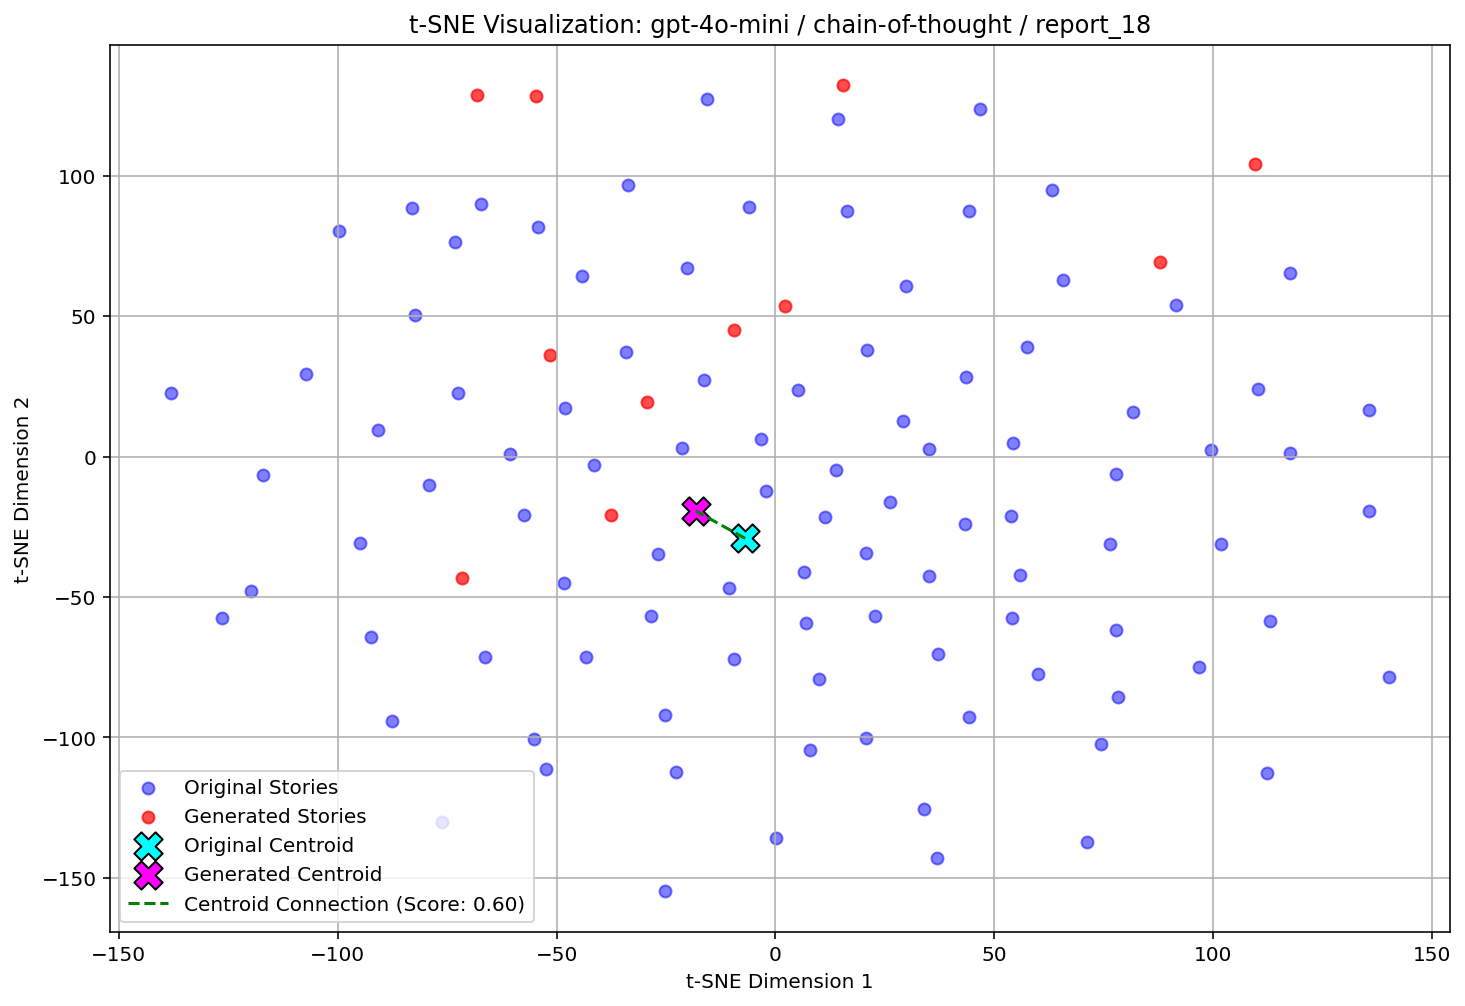 t-SNE Visualization: gpt-4o-mini / chain-of-thought / report_18
t-SNE Dimension 2
100
50
0
−50
−100
−150
Original Stories
Generated Stories
Original Centroid
Generated Centroid
Centroid Connection (Score: 0.60)
−150
−100
−50
0
50
100
150
t-SNE Dimension 1